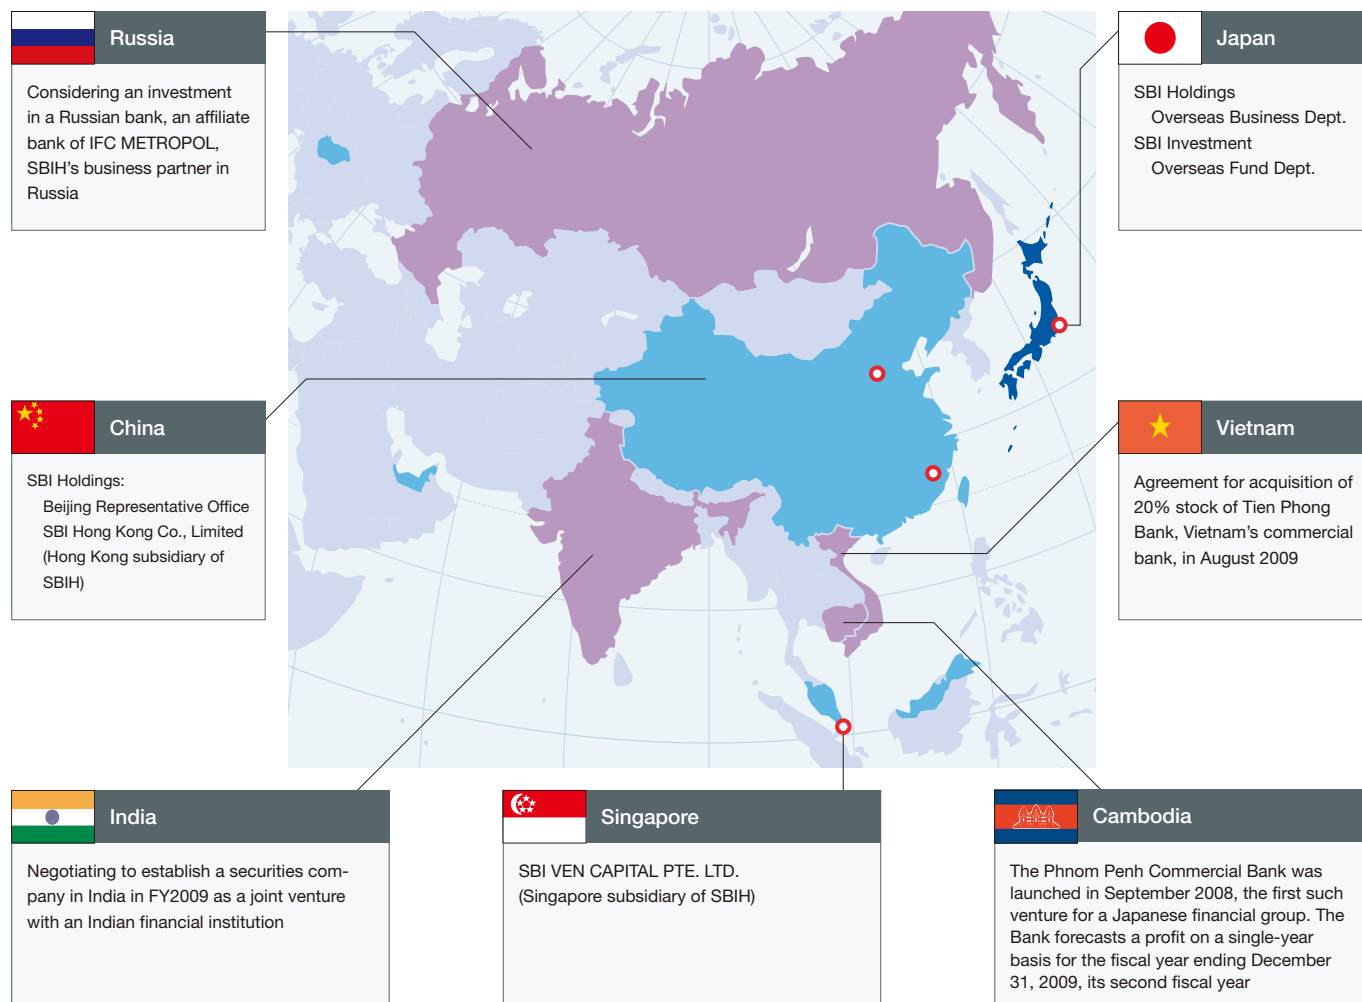 Russia
Considering an investment
in a Russian bank, an affiliate
bank of IFC METROPOL,
SBIH's business partner in
Russia
Japan
SBI Holdings
Overseas Business Dept.
SBI Investment
Overseas Fund Dept.
China
SBI Holdings:
Beijing Representative Office
SBI Hong Kong Co., Limited
(Hong Kong subsidiary of
SBIH)
Vietnam
Agreement for acquisition of
20% stock of Tien Phong
Bank, Vietnam's commercial
bank, in August 2009
India
Negotiating to establish a securities com-
pany in India in FY2009 as a joint venture
with an Indian financial institution
Singapore
SBI VEN CAPITAL PTE. LTD.
(Singapore subsidiary of SBIH)
Cambodia
The Phnom Penh Commercial Bank was
launched in September 2008, the first such
venture for a Japanese financial group. The
Bank forecasts a profit on a single-year
basis for the fiscal year ending December
31, 2009, its second fiscal year